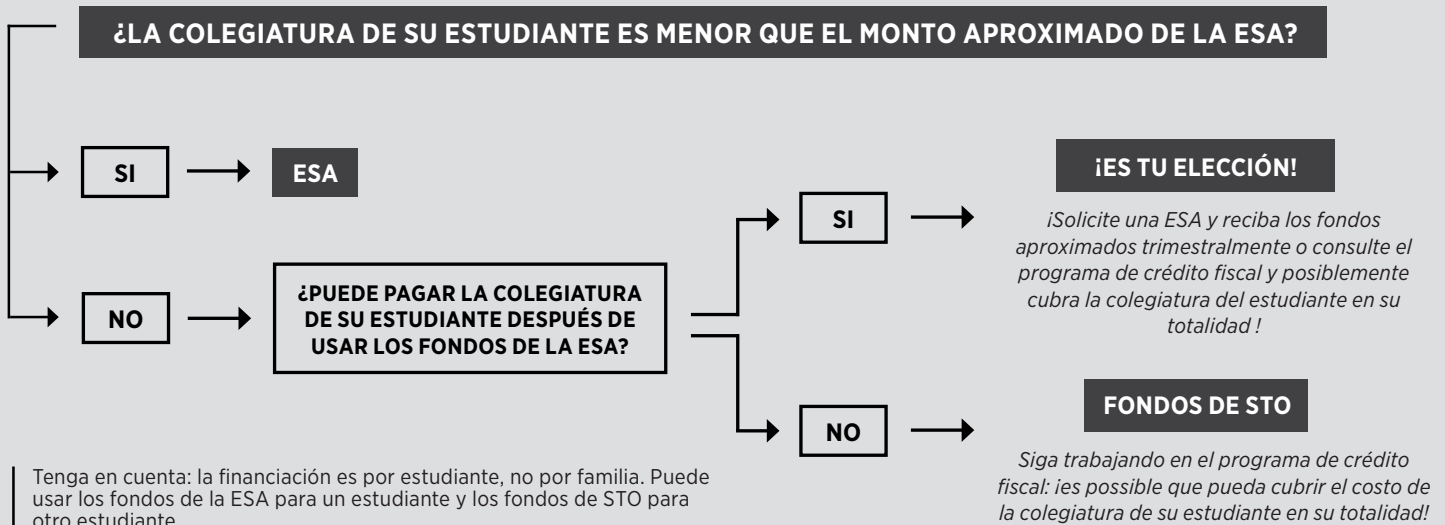 ¿LA COLEGIATURA DE SU ESTUDIANTE ES MENOR QUE EL MONTO APROXIMADO DE LA ESA?
SI
ESA
NO
¿PUEDE PAGAR LA COLEGIATURA
DE SU ESTUDIANTE DESPUÉS DE
USAR LOS FONDOS DE LA ESA?
SI
¡ES TU ELECCIÓN!
¡Solicite una ESA y reciba los fondos
aproximados trimestralmente o consulte el
programa de crédito fiscal y posiblemente
cubra la colegiatura del estudiante en su
totalidad !
NO
FONDOS DE STO
Siga trabajando en el programa de crédito
fiscal: ¡es possible que pueda cubrir el costo de
la colegiatura de su estudiante en su totalidad!
Tenga en cuenta: la financiación es por estudiante, no por familia. Puede
usar los fondos de la ESA para un estudiante y los fondos de STO para
otro estudiante